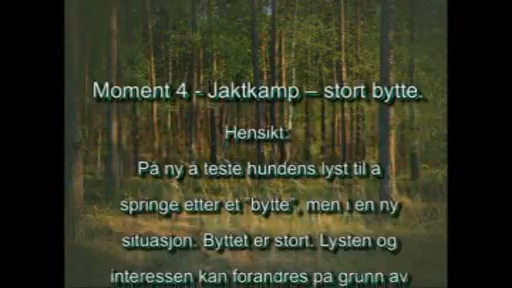 Moment 4 - Jaktkamp – stort bytte.
Hensikt:
På ny å teste hundens lyst til å
springe etter et "bytte", men i en ny
situasjon. Byttet er stort. Lysten og
interessen kan forandres på grunn av